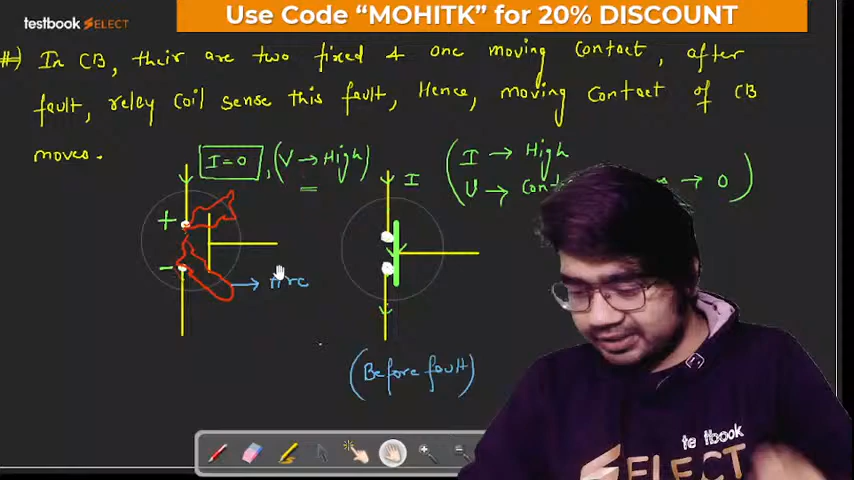 testbook SELECT
Use Code “MOHITK” for 20% DISCOUNT
#) In CB, their are two fixed & one moving contact, after
fault, relay coil sense this fault, Hence, moving contact of CB
moves.
I=0, (V → High)
(I → High
V → → 0)
I
+
-
→ Arc
(Before fault)
testbook
SELECT